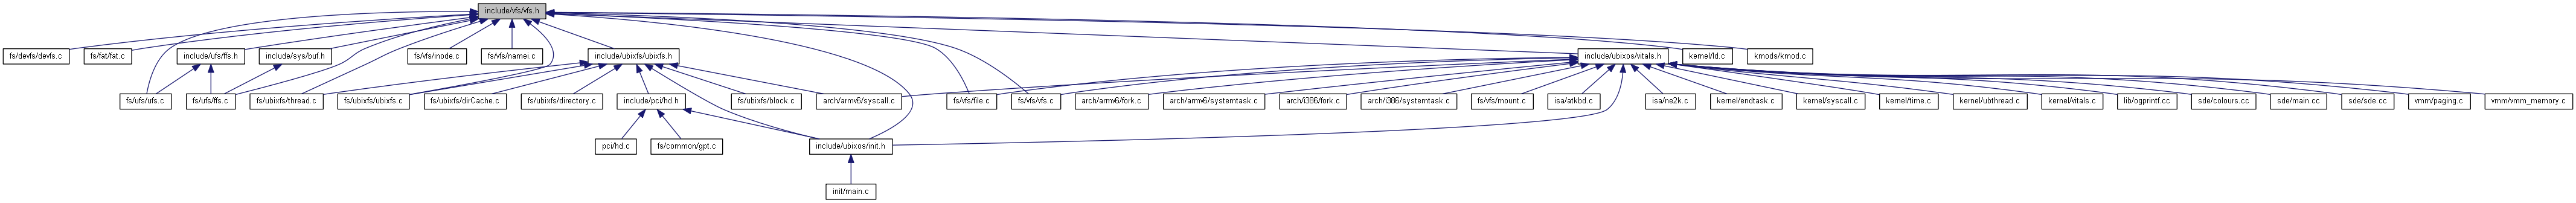 include/vfs/vfs.h
fs/devfs/devfs.c
fs/fat/fat.c
include/ufs/ffs.h
include/sys/buf.h
fs/vfs/inode.c
fs/vfs/namei.c
include/ubixfs/ubixfs.h
include/ubixos/vitals.h
kernel/ld.c
kmods/kmod.c
fs/ufs/ufs.c
fs/ufs/ffs.c
fs/ubixfs/thread.c
fs/ubixfs/ubixfs.c
fs/ubixfs/dirCache.c
fs/ubixfs/directory.c
include/pci/hd.h
fs/ubixfs/block.c
arch/armv6/syscall.c
fs/vfs/file.c
fs/vfs/vfs.c
arch/armv6/fork.c
arch/armv6/systemtask.c
arch/i386/fork.c
arch/i386/systemtask.c
fs/vfs/mount.c
isa/atkbd.c
isa/ne2k.c
kernel/endtask.c
kernel/syscall.c
kernel/time.c
kernel/ubthread.c
kernel/vitals.c
lib/ogprintf.cc
sde/colours.cc
sde/main.cc
sde/sde.cc
vmm/paging.c
vmm/vmm_memory.c
pci/hd.c
fs/common/gpt.c
include/ubixos/init.h
init/main.c